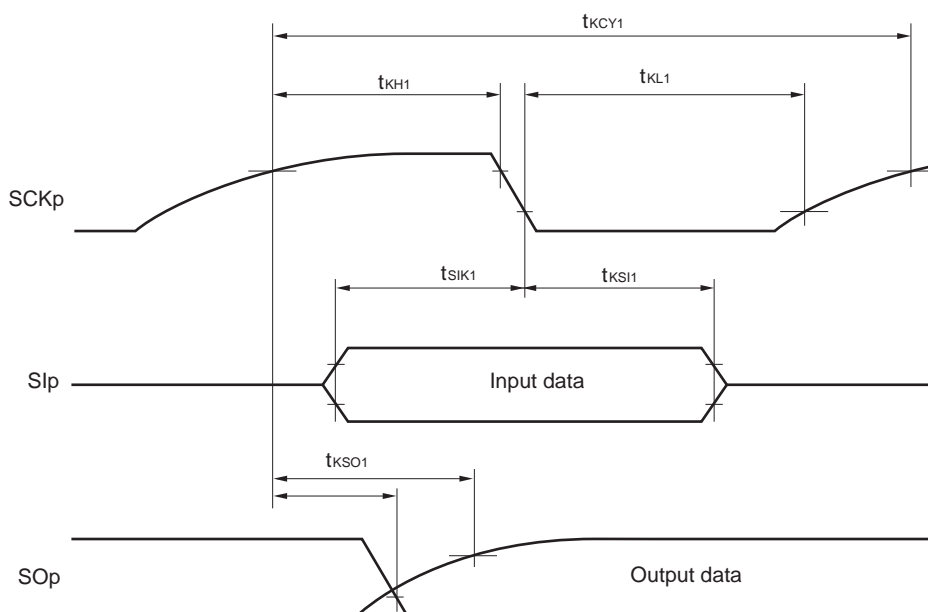 tKCY1
tKH1
tKL1
SCKp
tSIK1
tKSI1
SIp
Input data
tKSO1
SOp
Output data